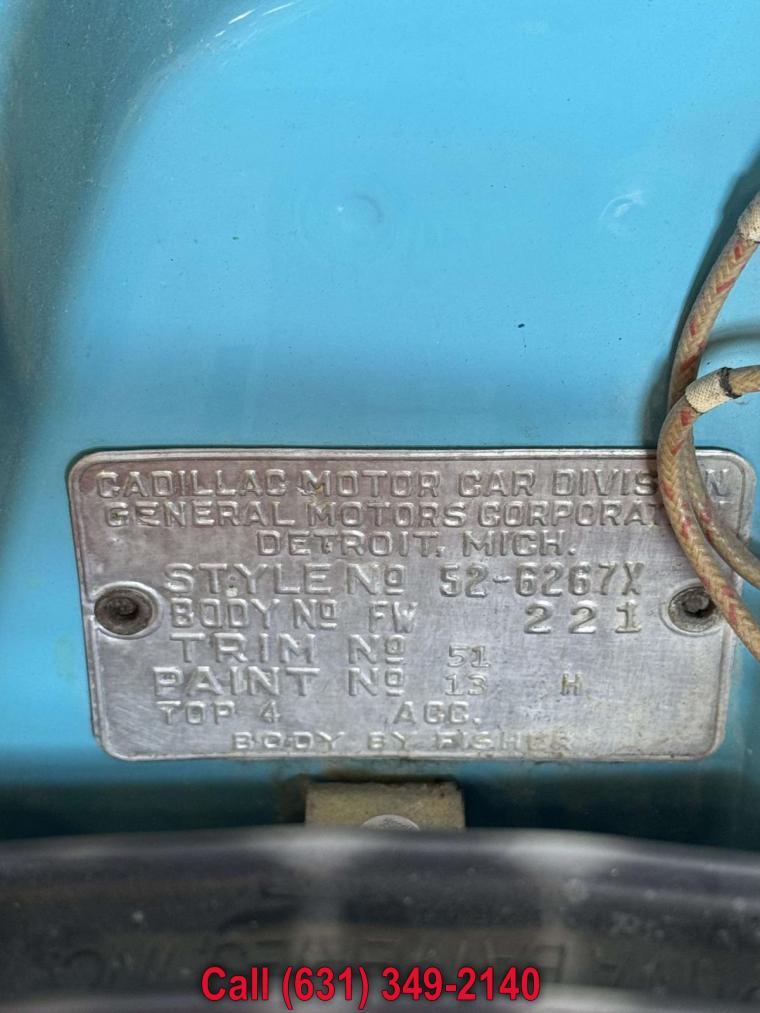 CADILLAC MOTOR CAR DIVIS N
GENERAL MOTORS CORPORAT
DETROIT, MICH.
STYLE No 52-6267X
BODY No FW 221
TRIM No 51
PAINT No 13 H
TOP 4 ACC.
BODY BY FISHER
Call (631) 349-2140